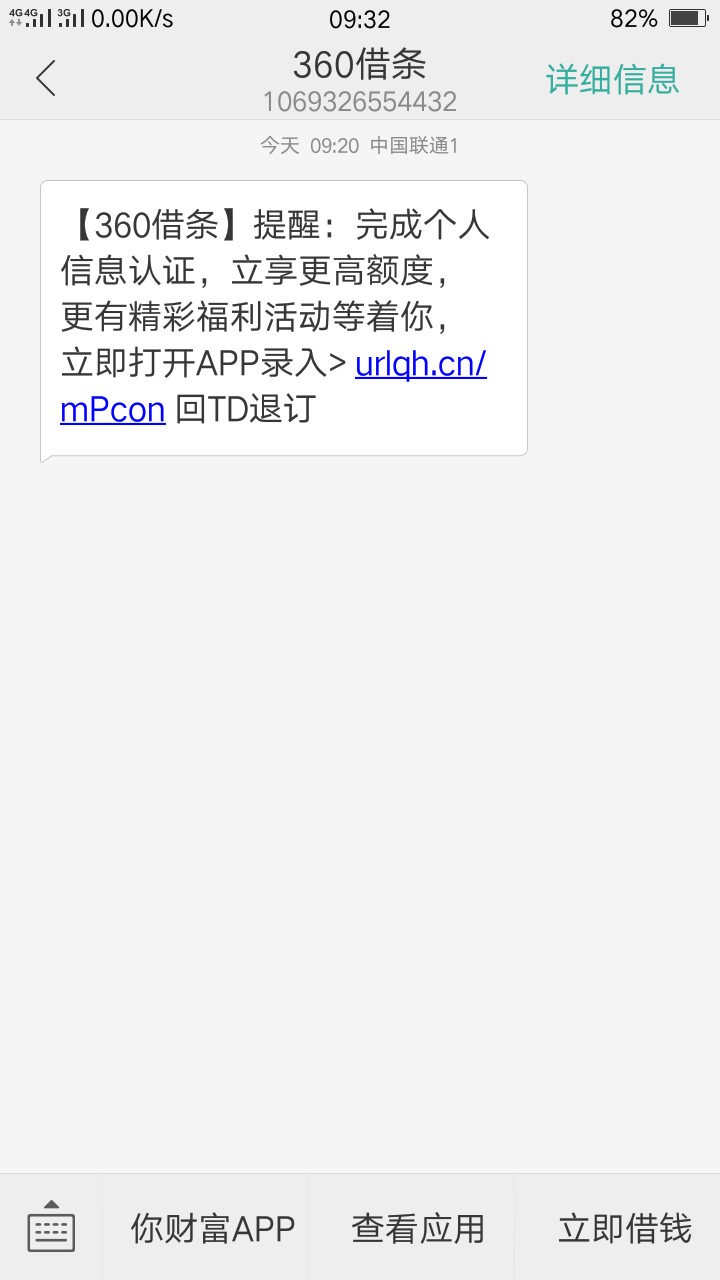 4G 4G 3G 0.00K/s 09:32 82%
360借条
1069326554432
详细信息
今天 09:20 中国联通1
【360借条】提醒：完成个人
信息认证，立享更高额度，
更有精彩福利活动等着你，
立即打开APP录入> urlqh.cn/
mPcon 回TD退订
你财富APP 查看应用 立即借钱